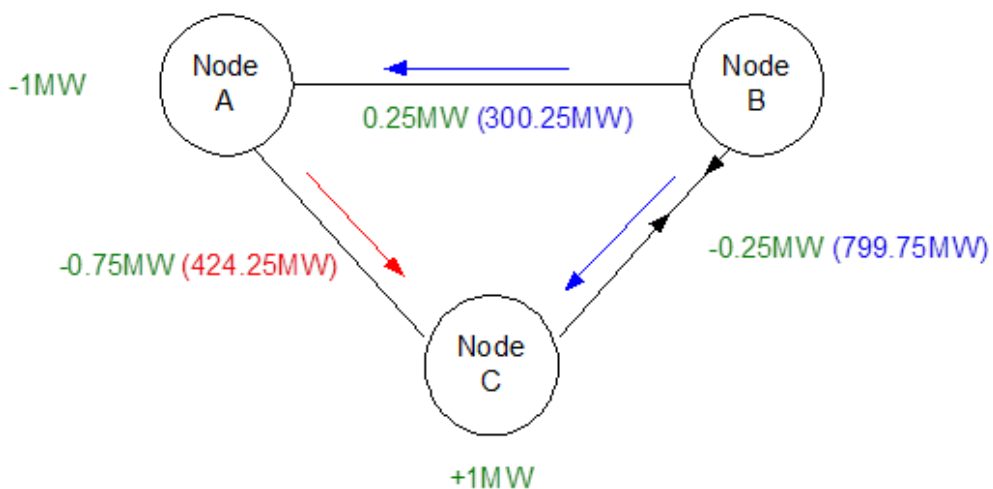 Node
A
Node
B
-1MW
0.25MW (300.25MW)
-0.75MW (424.25MW)
-0.25MW (799.75MW)
Node
C
+1MW